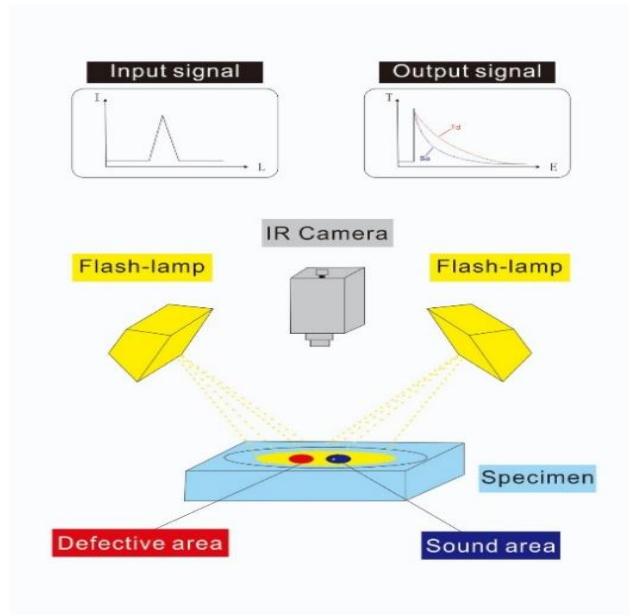 Input signal
Output signal
I
L
T
Td
E
IR Camera
Flash-lamp
Flash-lamp
Specimen
Defective area
Sound area